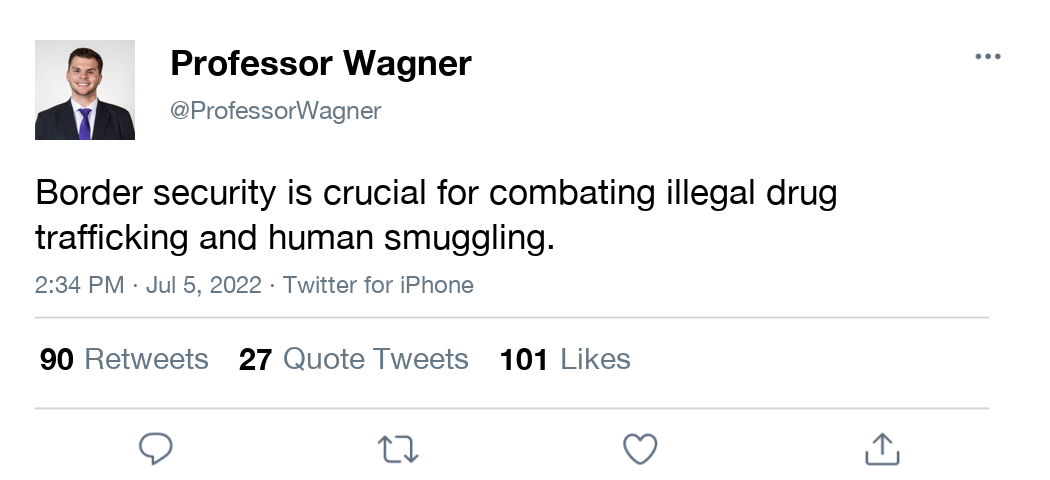 Professor Wagner
@ProfessorWagner
Border security is crucial for combating illegal drug
trafficking and human smuggling.
2:34 PM · Jul 5, 2022 · Twitter for iPhone
90 Retweets 27 Quote Tweets 101 Likes